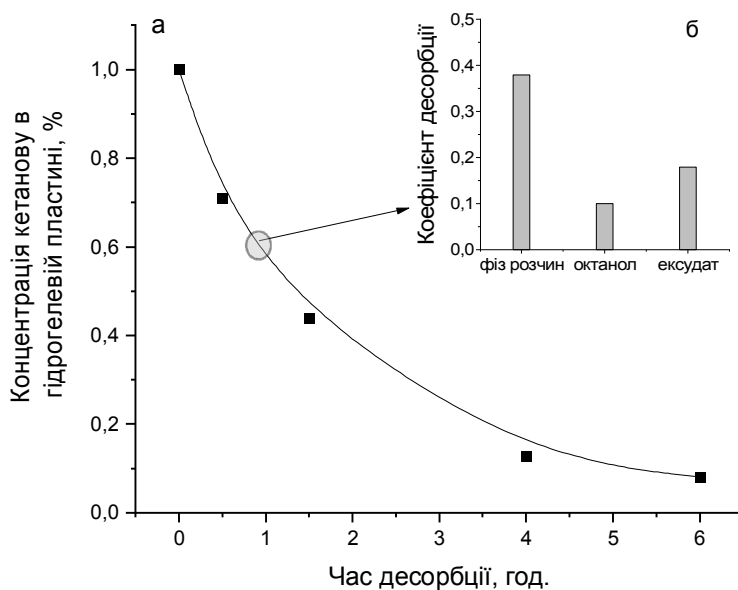 а
Концентрація кетанову в
гідрогелевій пластині, %
1,0
0,8
0,6
0,4
0,2
0,0
0
1
2
3
4
5
6
Час десорбції, год.
б
Коефіцієнт десорбції
0,5
0,4
0,3
0,2
0,1
0,0
фіз розчин
октанол
ексудат